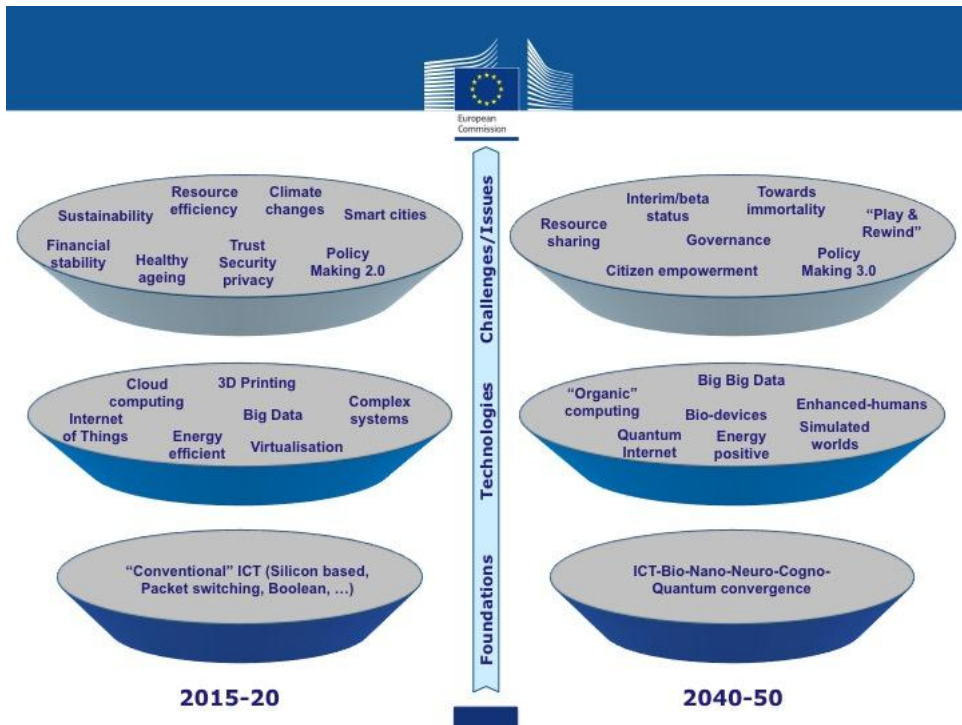 European
Commission
Resource
efficiency
Climate
changes
Sustainability
Smart cities
Financial
stability
Healthy
ageing
Trust
Security
privacy
Policy
Making 2.0
Challenges/Issues
Interim/beta
status
Towards
immortality
Resource
sharing
Governance
“Play &
Rewind”
Citizen empowerment
Policy
Making 3.0
Cloud
computing
3D Printing
Internet
of Things
Big Data
Complex
systems
Energy
efficient
Virtualisation
Technologies
Big Big Data
“Organic”
computing
Bio-devices
Enhanced-humans
Quantum
Internet
Energy
positive
Simulated
worlds
“Conventional” ICT (Silicon based,
Packet switching, Boolean, …)
Foundations
ICT-Bio-Nano-Neuro-Cogno-
Quantum convergence
2015-20
2040-50